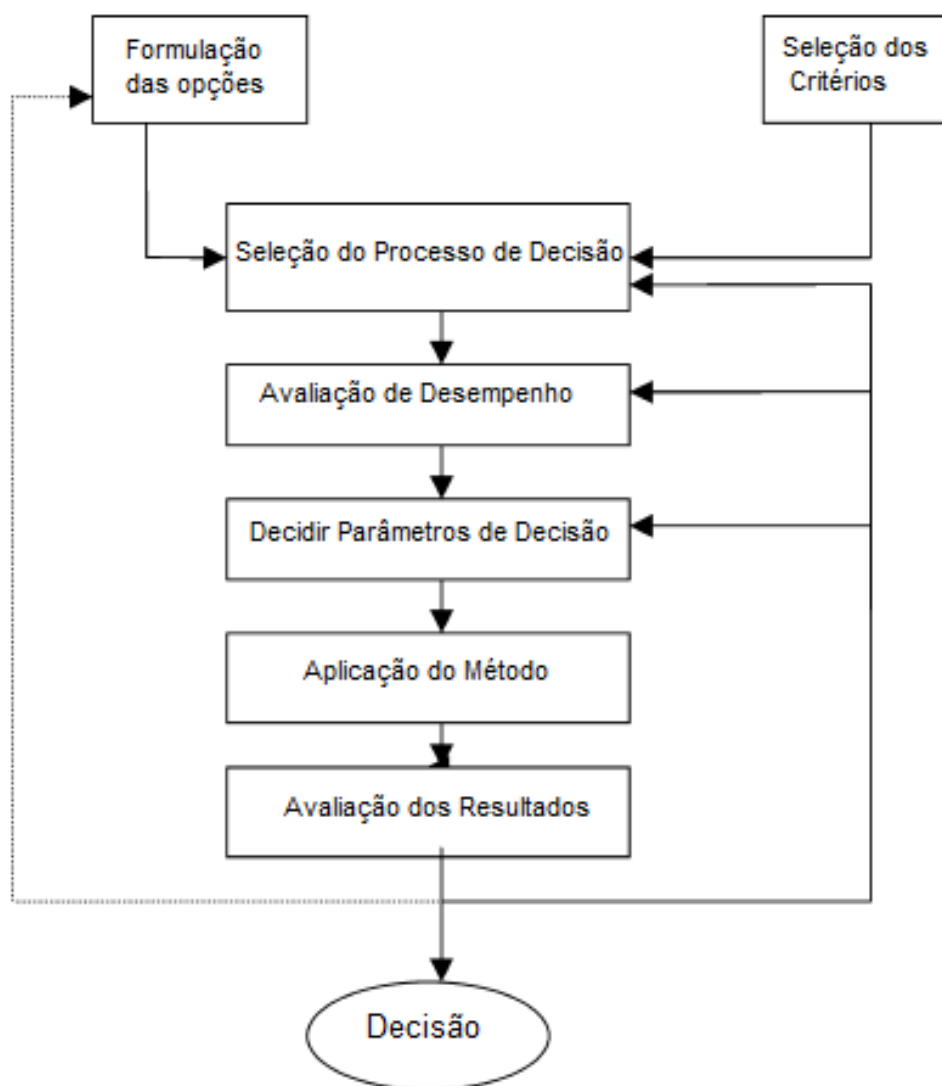 Formulação
das opções
Seleção dos
Critérios
Seleção do Processo de Decisão
Avaliação de Desempenho
Decidir Parâmetros de Decisão
Aplicação do Método
Avaliação dos Resultados
Decisão